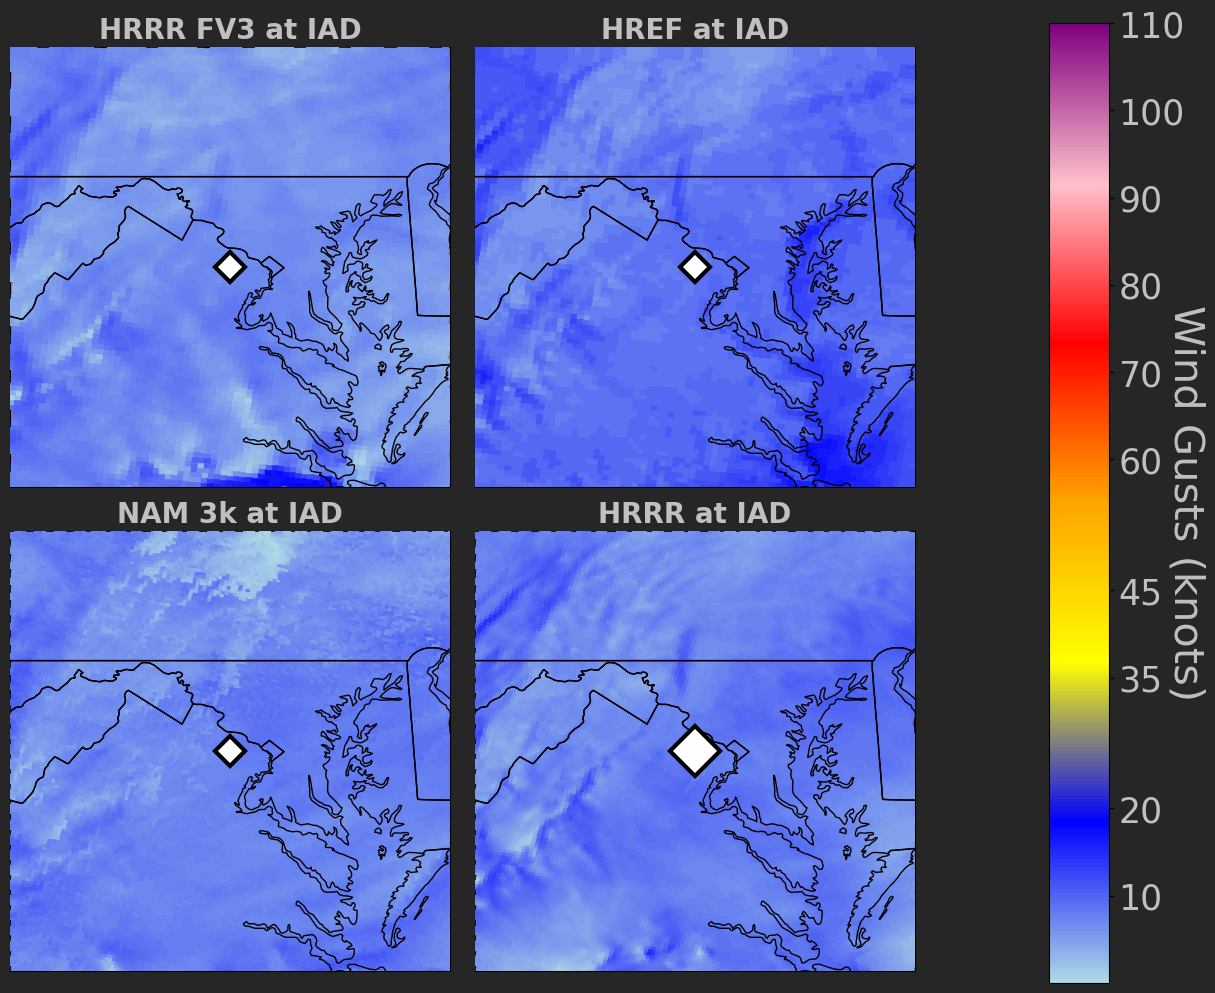 HRRR FV3 at IAD
HREF at IAD
NAM 3k at IAD
HRRR at IAD
110
100
90
80
70
60
45
35
20
10
Wind Gusts (knots)